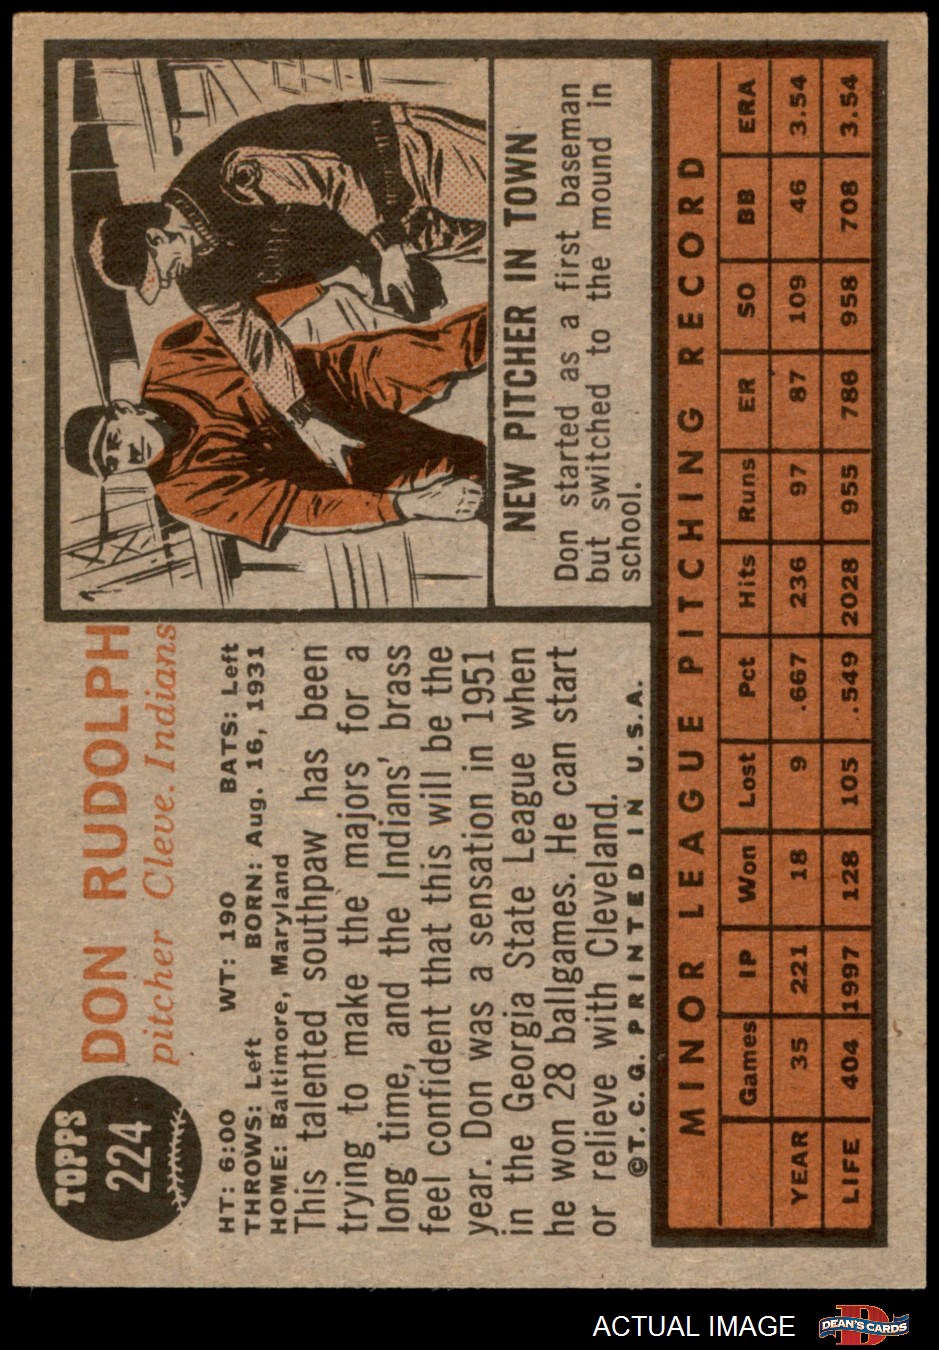 TOPPS
224
DON RUDOLPH
pitcher Cleve. Indians
HT: 6:00 WT: 190 BATS: Left
THROWS: Left BORN: Aug. 16, 1931
HOME: Baltimore, Maryland
This talented southpaw has been
trying to make the majors for a
long time, and the Indians' brass
feel confident that this will be the
year. Don was a sensation in 1951
in the Georgia State League when
he won 28 ballgames. He can start
or relieve with Cleveland.
©T. C. G. PRINTED IN U.S.A.
NEW PITCHER IN TOWN
Don started as a first baseman
but switched to the mound in
school.
MINOR LEAGUE PITCHING RECORD
Games IP Won Lost Pct Hits Runs ER SO BB ERA
YEAR 35 221 18 9 .667 236 97 87 109 46 3.54
LIFE 404 1997 128 105 .549 2028 955 786 958 708 3.54
ACTUAL IMAGE
D
DEAN'S CARDS